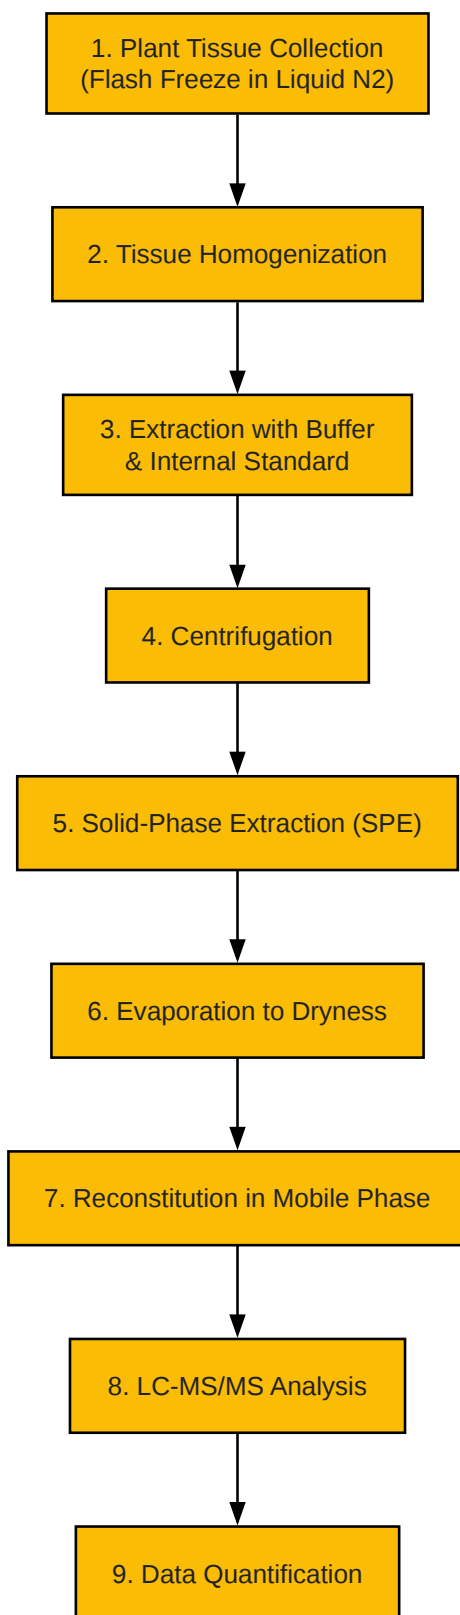 1. Plant Tissue Collection
(Flash Freeze in Liquid N2)
2. Tissue Homogenization
3. Extraction with Buffer
& Internal Standard
4. Centrifugation
5. Solid-Phase Extraction (SPE)
6. Evaporation to Dryness
7. Reconstitution in Mobile Phase
8. LC-MS/MS Analysis
9. Data Quantification